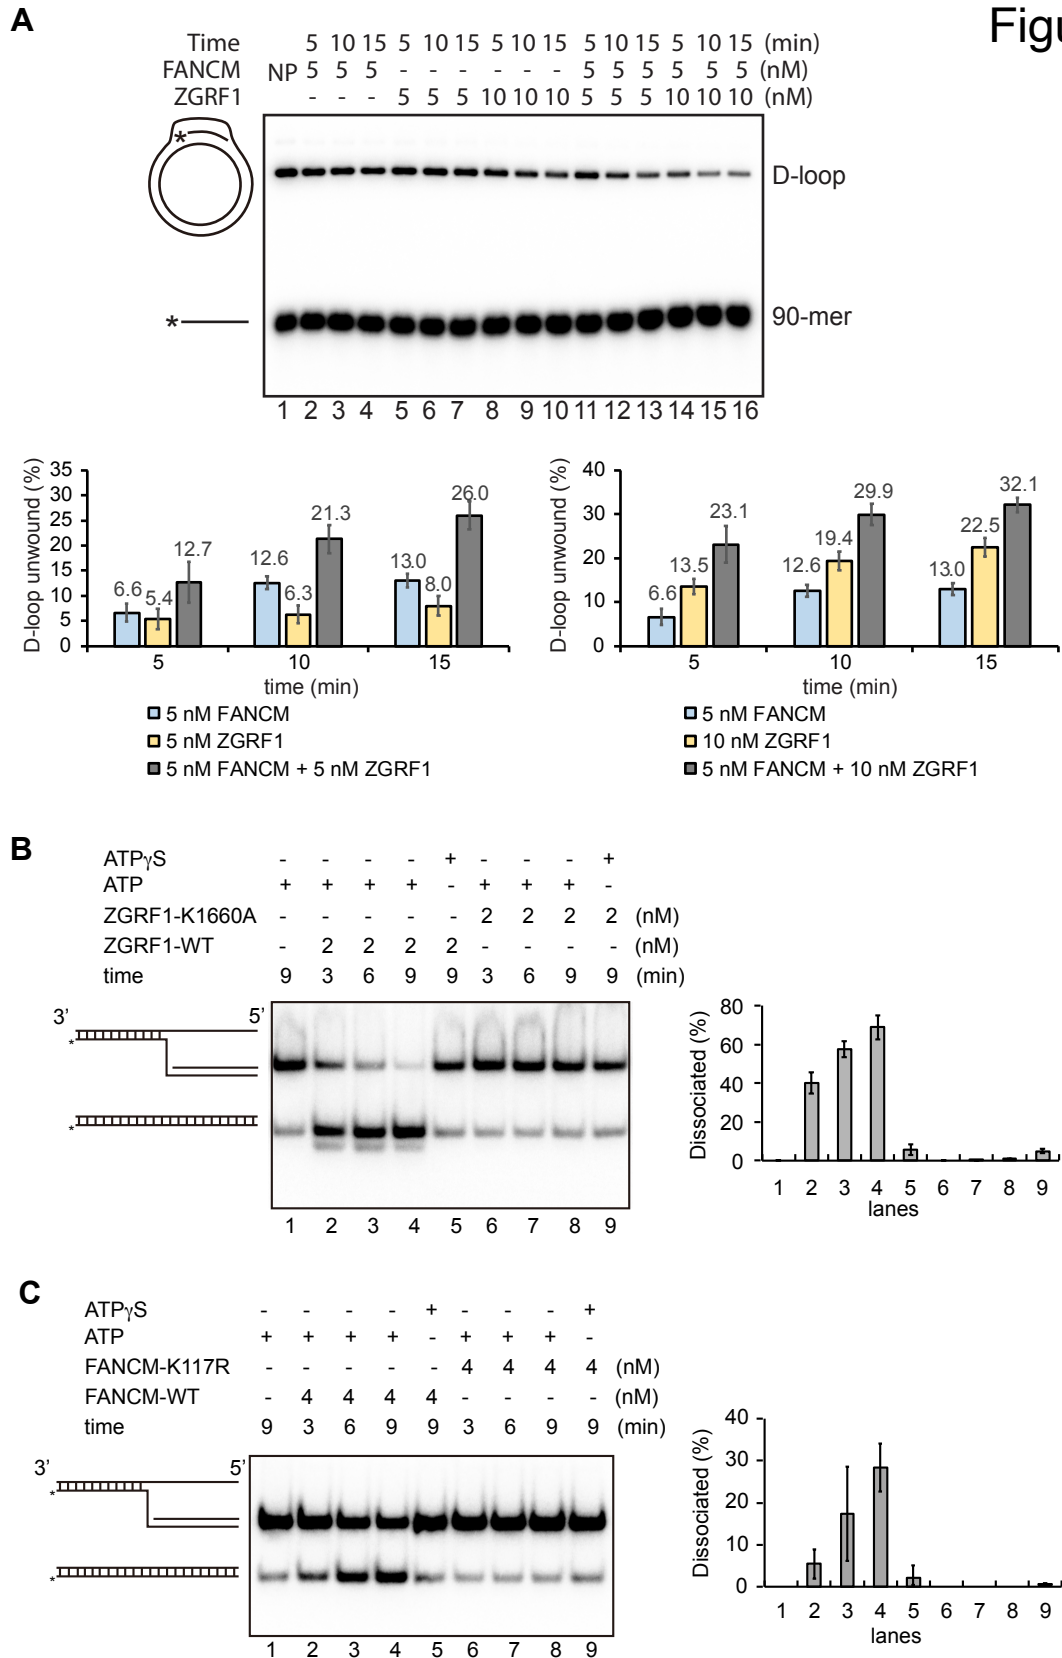 A
Figu
Time 5 10 15 5 10 15 5 10 15 5 10 15 5 10 15 (min)
FANCM NP 5 5 5 - - - - - - 5 5 5 5 5 5 (nM)
ZGRF1 - - - 5 5 5 10 10 10 5 5 5 10 10 10 (nM)
*
D-loop
*
90-mer
1 2 3 4 5 6 7 8 9 10 11 12 13 14 15 16
D-loop unwound (%)
35
30
25
20
15
10
5
0
6.6 5.4 12.7 12.6 6.3 21.3 13.0 8.0 26.0
5 10 15
time (min)
5 nM FANCM
5 nM ZGRF1
5 nM FANCM + 5 nM ZGRF1
D-loop unwound (%)
40
30
20
10
0
6.6 13.5 23.1 12.6 19.4 29.9 13.0 22.5 32.1
5 10 15
time (min)
5 nM FANCM
10 nM ZGRF1
5 nM FANCM + 10 nM ZGRF1
B
ATPγS - - - - + - - - +
ATP + + + + - + + + -
ZGRF1-K1660A - - - - - 2 2 2 2 (nM)
ZGRF1-WT - 2 2 2 2 - - - - (nM)
time 9 3 6 9 9 3 6 9 9 (min)
3’ 5’
*
*
1 2 3 4 5 6 7 8 9
Dissociated (%)
80
60
40
20
0
1 2 3 4 5 6 7 8 9
lanes
C
ATPγS - - - - + - - - +
ATP + + + + - + + + -
FANCM-K117R - - - - - 4 4 4 4 (nM)
FANCM-WT - 4 4 4 4 - - - - (nM)
time 9 3 6 9 9 3 6 9 9 (min)
3’ 5’
*
*
1 2 3 4 5 6 7 8 9
Dissociated (%)
40
30
20
10
0
1 2 3 4 5 6 7 8 9
lanes